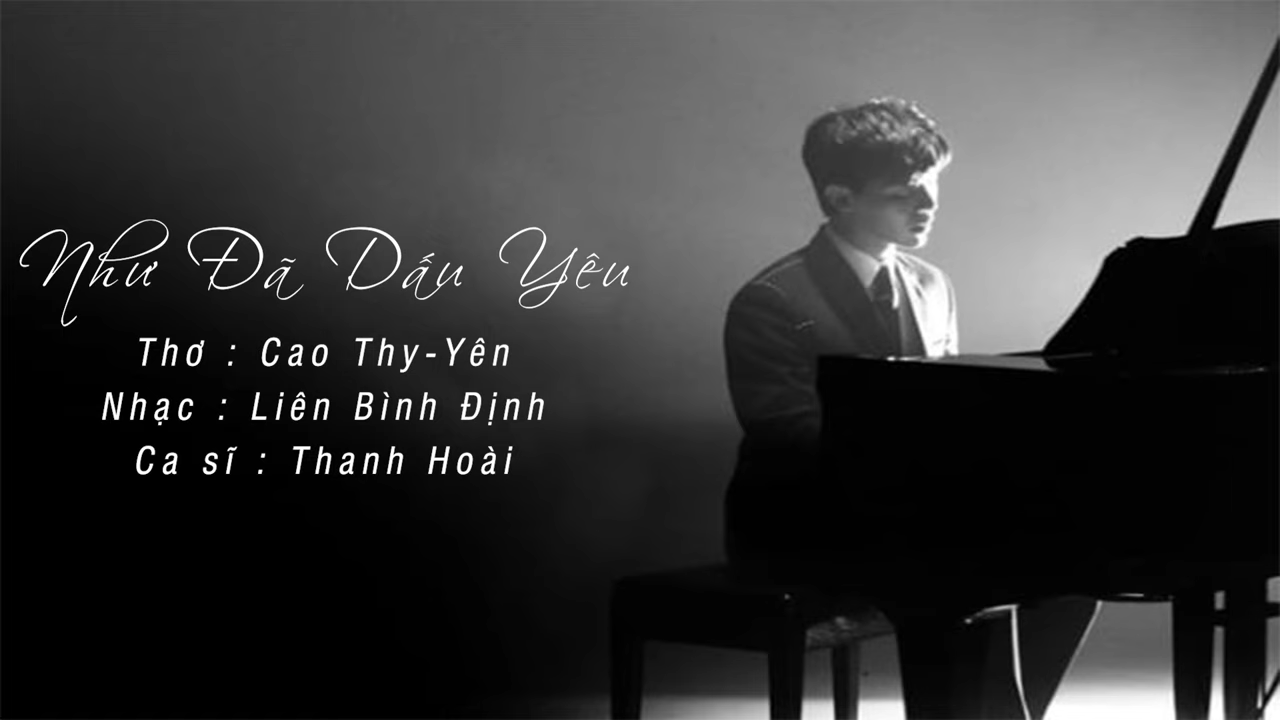 Như Đã Dấu Yêu
Thơ : Cao Thy-Yên
Nhạc : Liên Bình Định
Ca sĩ : Thanh Hoài